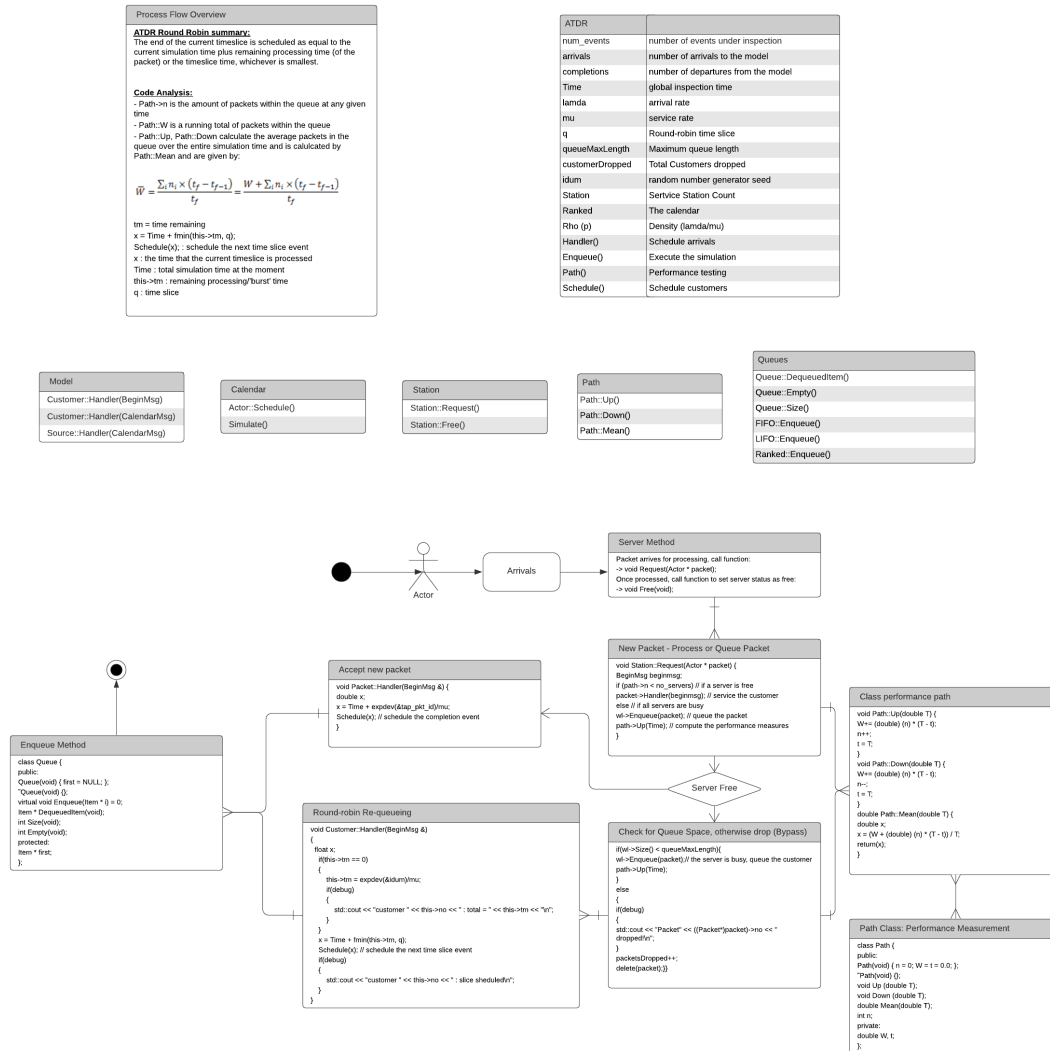 Process Flow Overview
ATDR Round Robin summary:
The end of the current timeslice is scheduled as equal to the
current simulation time plus remaining processing time (of the
packet) or the timeslice time, whichever is smallest.
Code Analysis:
- Path->n is the amount of packets within the queue at any given
time
- Path::W is a running total of packets within the queue
- Path::Up, Path::Down calculate the average packets in the
queue over the entire simulation time and is calulcated by
Path::Mean and are given by:
W̄ = ∑i ni × (tf − tf−1) / tf = W + ∑i ni × (tf − tf−1) / tf
tm = time remaining
x = Time + fmin(this->tm, q);
Schedule(x); : schedule the next time slice event
x : the time that the current timeslice is processed
Time : total simulation time at the moment
this->tm : remaining processing/'burst' time
q : time slice
ATDR
num_events number of events under inspection
arrivals number of arrivals to the model
completions number of departures from the model
Time global inspection time
lamda arrival rate
mu service rate
q Round-robin time slice
queueMaxLength Maximum queue length
customerDropped Total Customers dropped
idum random number generator seed
Station Sertvice Station Count
Ranked The calendar
Rho (p) Density (lamda/mu)
Handler() Schedule arrivals
Enqueue() Execute the simulation
Path() Performance testing
Schedule() Schedule customers
Model
Customer::Handler(BeginMsg)
Customer::Handler(CalendarMsg)
Source::Handler(CalendarMsg)
Calendar
Actor::Schedule()
Simulate()
Station
Station::Request()
Station::Free()
Path
Path::Up()
Path::Down()
Path::Mean()
Queues
Queue::DequeuedItem()
Queue::Empty()
Queue::Size()
FIFO::Enqueue()
LIFO::Enqueue()
Ranked::Enqueue()
Actor
Arrivals
Server Method
Packet arrives for processing, call function:
-> void Request(Actor * packet);
Once processed, call function to set server status as free:
-> void Free(void);
New Packet - Process or Queue Packet
void Station::Request(Actor * packet) {
BeginMsg beginmsg;
if (path->n < no_servers) // if a server is free
packet->Handler(beginmsg); // service the customer
else // if all servers are busy
wl->Enqueue(packet); // queue the packet
path->Up(Time); // compute the performance measures
}
Accept new packet
void Packet::Handler(BeginMsg &) {
double x;
x = Time + expdev(&tap_pkt_id)/mu;
Schedule(x); // schedule the completion event
}
Server Free
Enqueue Method
class Queue {
public:
Queue(void) { first = NULL; };
~Queue(void) {};
virtual void Enqueue(Item * i) = 0;
Item * DequeuedItem(void);
int Size(void);
int Empty(void);
protected:
Item * first;
};
Round-robin Re-queueing
void Customer::Handler(BeginMsg &)
{
float x;
if(this->tm == 0)
{
this->tm = expdev(&idum)/mu;
if(debug)
{
std::cout << "customer " << this->no << " : total = " << this->tm << "\n";
}
}
x = Time + fmin(this->tm, q);
Schedule(x); // schedule the next time slice event
if(debug)
{
std::cout << "customer " << this->no << " : slice sheduled\n";
}
}
Check for Queue Space, otherwise drop (Bypass)
if(wl->Size() < queueMaxLength){
wl->Enqueue(packet);// the server is busy, queue the customer
path->Up(Time);
}
else
{
if(debug)
{
std::cout << "Packet" << ((Packet*)packet)->no << "
dropped!\n";
}
packetsDropped++;
delete(packet);}}
Class performance path
void Path::Up(double T) {
W+= (double) (n) * (T - t);
n++;
t = T;
}
void Path::Down(double T) {
W+= (double) (n) * (T - t);
n--;
t = T;
}
double Path::Mean(double T) {
double x;
x = (W + (double) (n) * (T - t)) / T;
return(x);
}
Path Class: Performance Measurement
class Path {
public:
Path(void) { n = 0; W = t = 0.0; };
~Path(void) {};
void Up (double T);
void Down (double T);
double Mean(double T);
int n;
private:
double W, t;
};